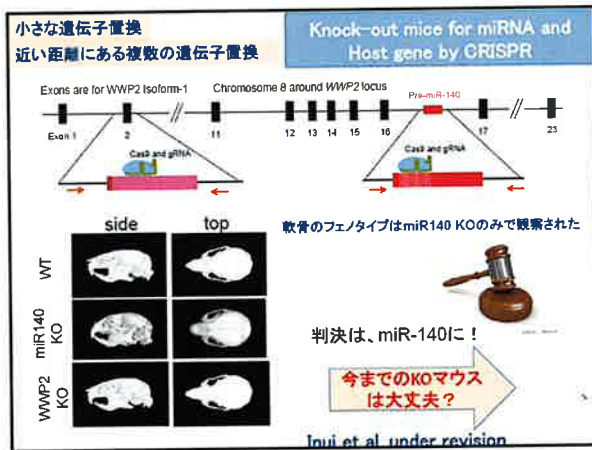 小さな遺伝子置換
近い距離にある複数の遺伝子置換
Knock-out mice for miRNA and
Host gene by CRISPR
Exons are for WWP2 Isoform-1
Chromosome 8 around WWP2 locus
Pre-miR-140
Exon 1
2
11
12
13
14
15
16
17
23
Cas9 and gRNA
Cas9 and gRNA
side
top
WT
miR140
KO
WWP2
KO
軟骨のフェノタイプはmiR140 KOのみで観察された
判決は、miR-140に！
今までのKOマウス
は大丈夫？
Inui et al. under revision